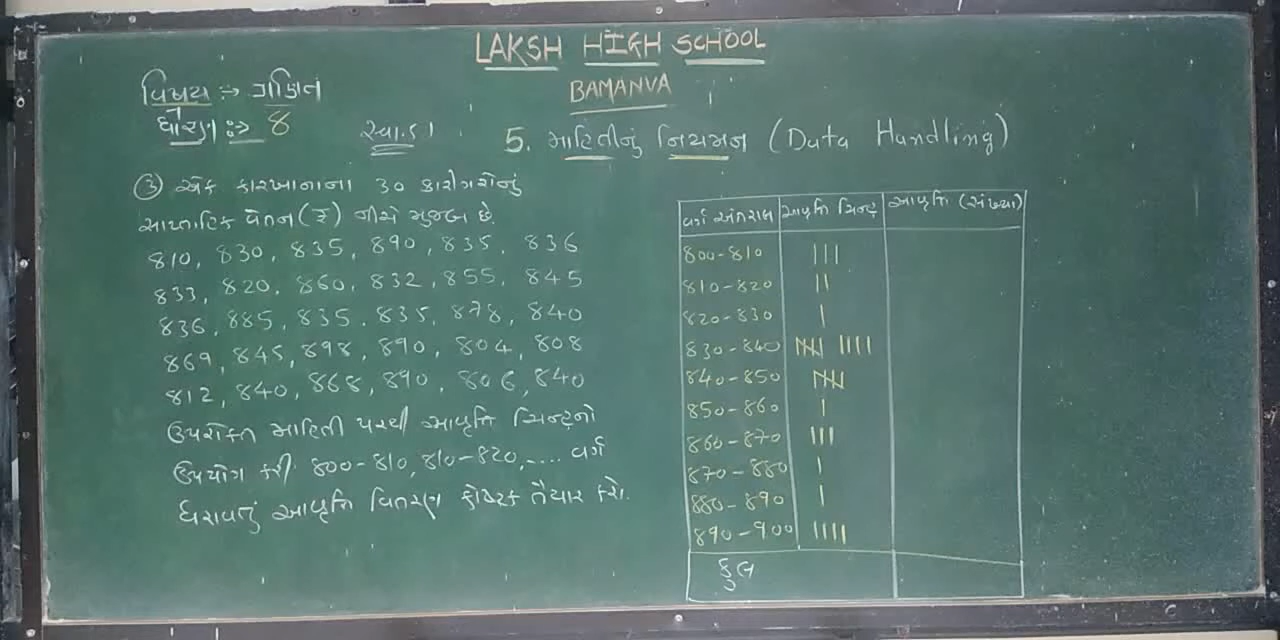 LAKSH HIGH SCHOOL
BAMANVA
વિષય :→ ગણિત
ધોરણ :→ 8
સ્વા.5.1
5. માહિતીનું નિયમન (Data Handling)
③ એક કારખાનાના 30 કારીગરોનું
સાપ્તાહિક વેતન (₹) નીચે મુજબ છે.
810, 830, 835, 890, 835, 836
833, 820, 860, 832, 855, 845
836, 885, 835, 835, 878, 840
869, 845, 898, 890, 804, 808
812, 840, 868, 890, 806, 840
ઉપરોક્ત માહિતી પરથી આવૃત્તિ ચિન્હનો
ઉપયોગ કરી 800-810, 810-820, .... વર્ગ
ધરાવતું આવૃત્તિ વિતરણ કોષ્ટક તૈયાર કરો.
વર્ગ અંતરાલ આવૃત્તિ ચિન્હ આવૃત્તિ (સંખ્યા)
800-810 |||
810-820 ||
820-830 |
830-840 |||| ||||
840-850 ||||
850-860 |
860-870 |||
870-880 |
880-890 |
890-900 ||||
કુલ